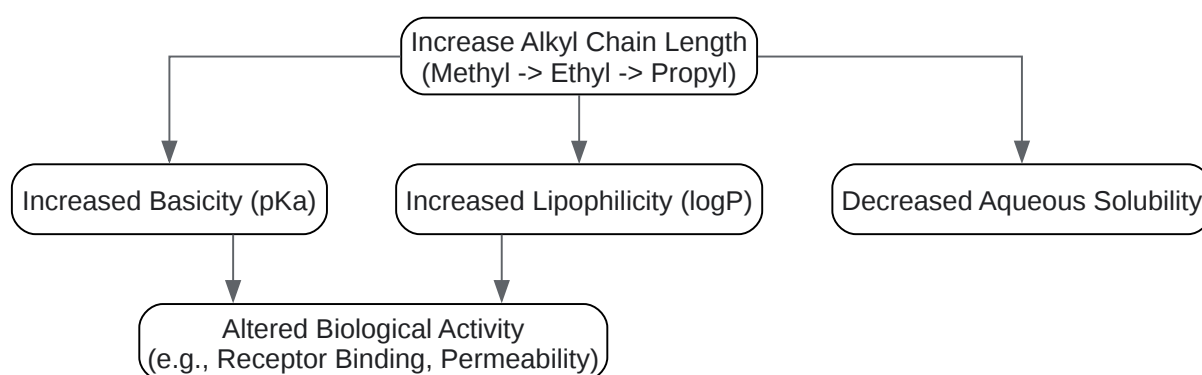 Increase Alkyl Chain Length
(Methyl -> Ethyl -> Propyl)
Increased Basicity (pKa)
Increased Lipophilicity (logP)
Decreased Aqueous Solubility
Altered Biological Activity
(e.g., Receptor Binding, Permeability)